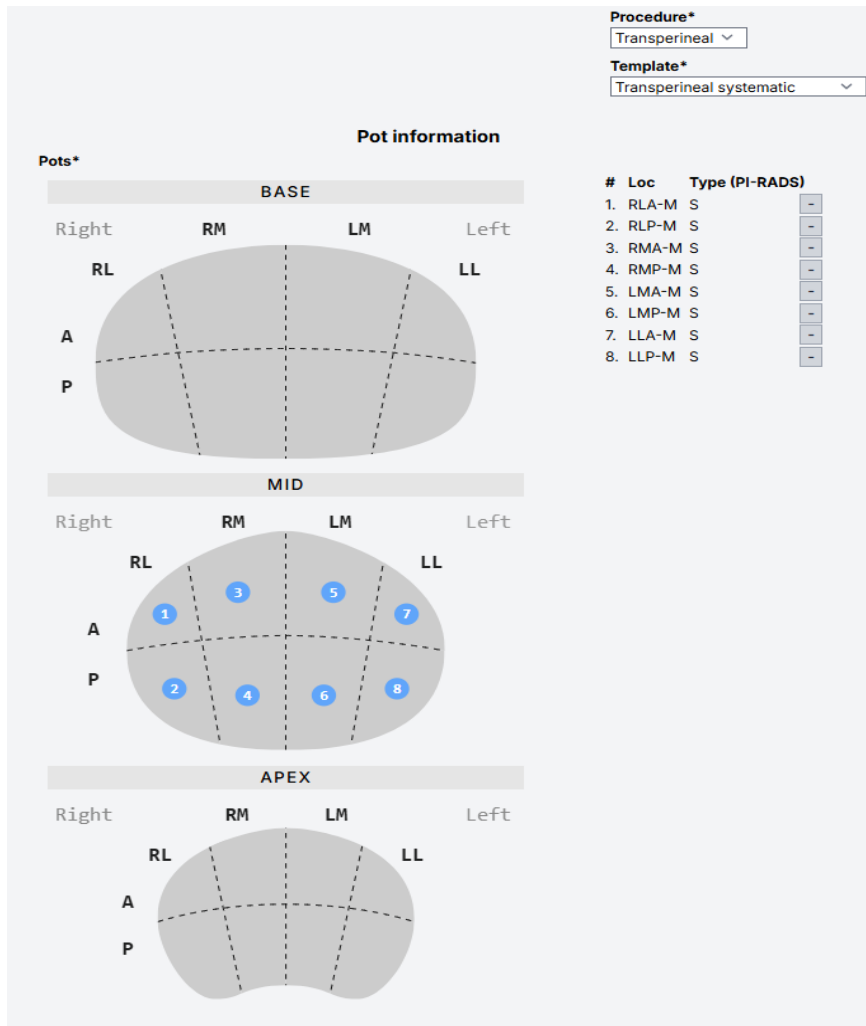 Procedure*
Transperineal
Template*
Transperineal systematic
Pot information
Pots*
BASE
Right RM LM Left
RL LL
A
P
MID
Right RM LM Left
RL LL
3 5
1 7
A
P
2 4 6 8
APEX
Right RM LM Left
RL LL
A
P
# Loc Type (PI-RADS)
1. RLA-M S -
2. RLP-M S -
3. RMA-M S -
4. RMP-M S -
5. LMA-M S -
6. LMP-M S -
7. LLA-M S -
8. LLP-M S -